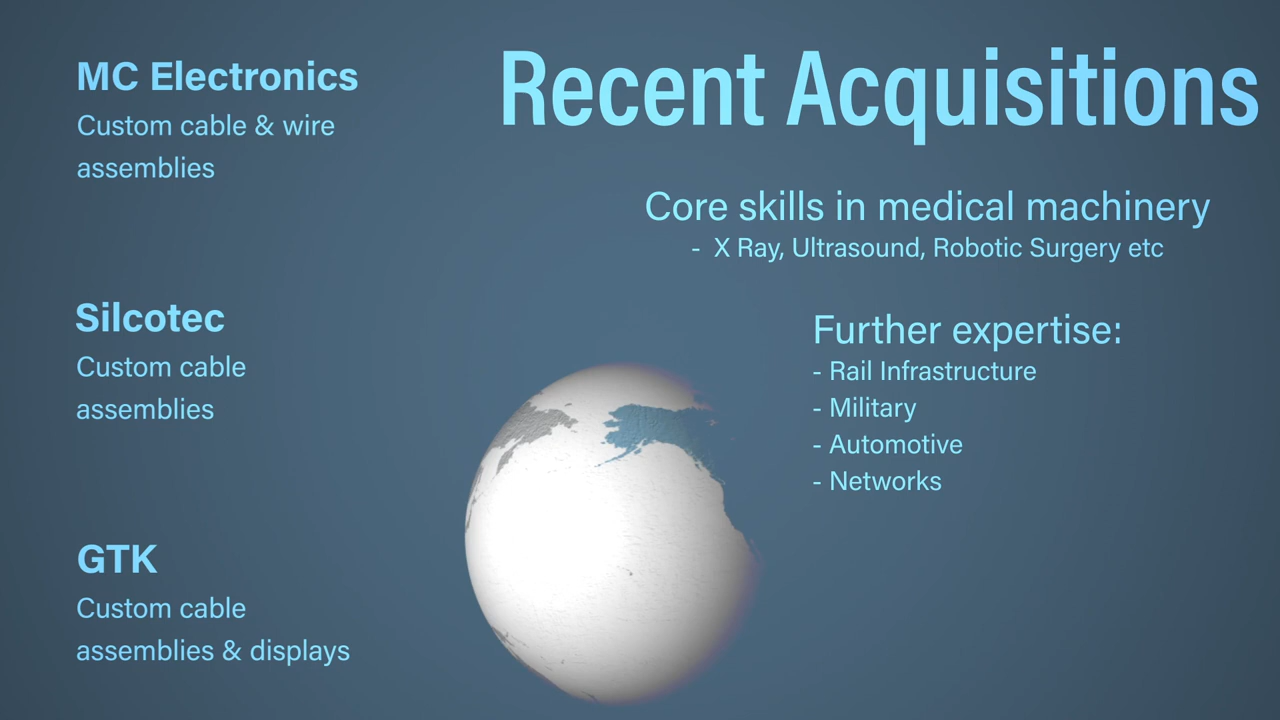 Recent Acquisitions
MC Electronics
Custom cable & wire
assemblies
Silcotec
Custom cable
assemblies
GTK
Custom cable
assemblies & displays
Core skills in medical machinery
- X Ray, Ultrasound, Robotic Surgery etc
Further expertise:
- Rail Infrastructure
- Military
- Automotive
- Networks